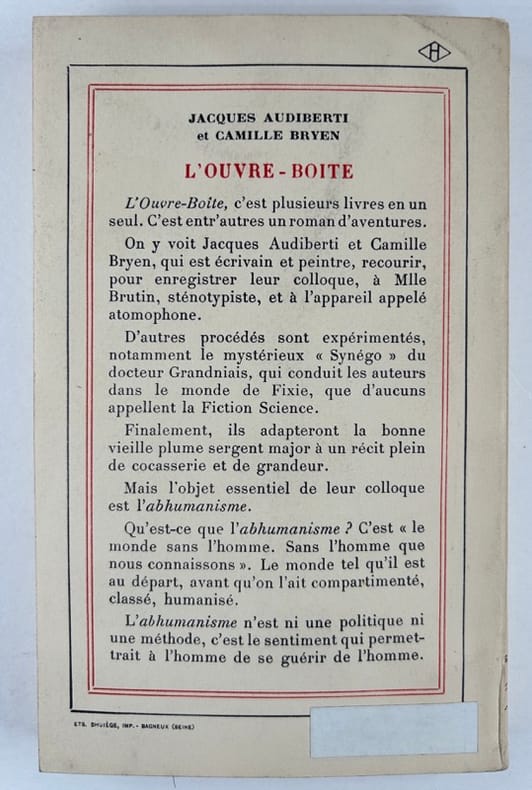 H
JACQUES AUDIBERTI
et CAMILLE BRYEN
L'OUVRE-BOITE
L'Ouvre-Boîte, c'est plusieurs livres en un
seul. C'est entr'autres un roman d'aventures.
On y voit Jacques Audiberti et Camille
Bryen, qui est écrivain et peintre, recourir,
pour enregistrer leur colloque, à Mlle
Brutin, sténotypiste, et à l'appareil appelé
atomophone.
D'autres procédés sont expérimentés,
notamment le mystérieux « Synégo » du
docteur Grandniais, qui conduit les auteurs
dans le monde de Fixie, que d'aucuns
appellent la Fiction Science.
Finalement, ils adapteront la bonne
vieille plume sergent major à un récit plein
de cocasserie et de grandeur.
Mais l'objet essentiel de leur colloque
est l'abhumanisme.
Qu'est-ce que l'abhumanisme ? C'est « le
monde sans l'homme. Sans l'homme que
nous connaissons ». Le monde tel qu'il est
au départ, avant qu'on l'ait compartimenté,
classé, humanisé.
L'abhumanisme n'est ni une politique ni
une méthode, c'est le sentiment qui permet-
trait à l'homme de se guérir de l'homme.
ETS. IMP. - BAGNEUX (SEINE)